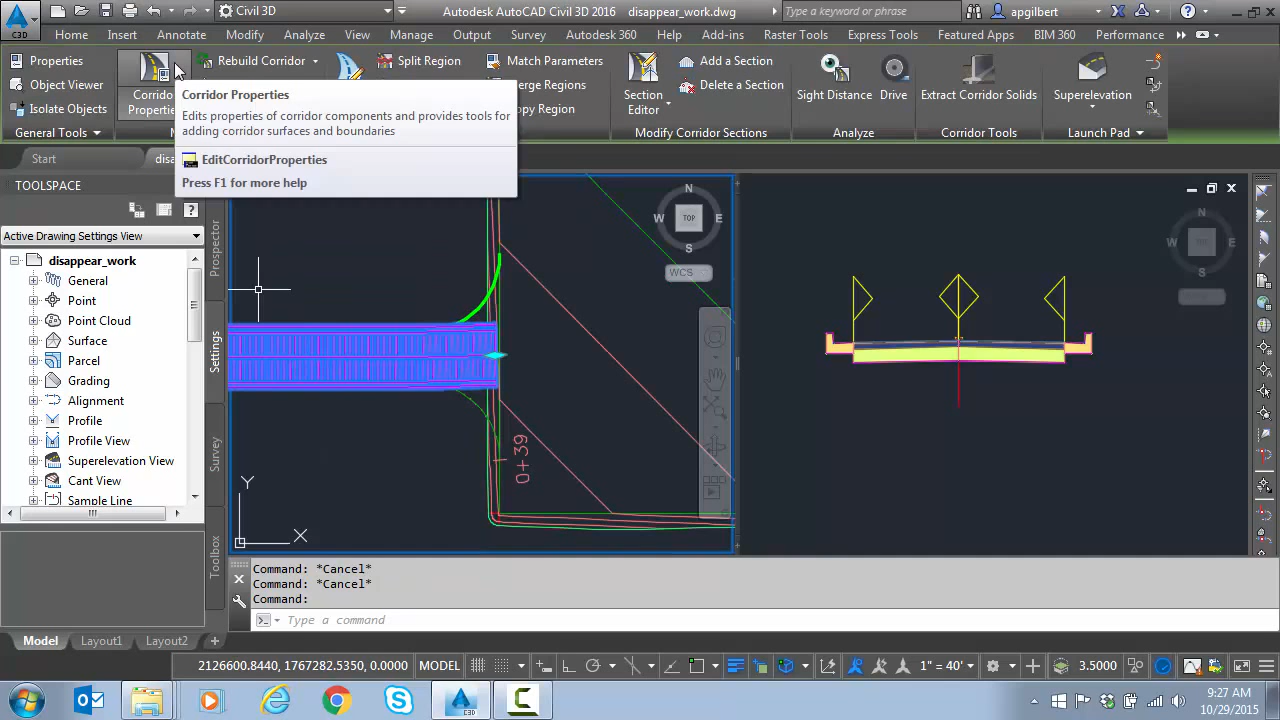 Civil 3D
Autodesk AutoCAD Civil 3D 2016 disappear_work.dwg
Type a keyword or phrase
apgilbert
C3D
Home Insert Annotate Modify Analyze View Manage Output Survey Autodesk 360 Help Add-ins Raster Tools Express Tools Featured Apps BIM 360 Performance
Properties
Object Viewer
Isolate Objects
General Tools
Rebuild Corridor
Split Region
Match Parameters
Add a Section
Delete a Section
Section
Editor
Modify Corridor Sections
Sight Distance
Drive
Analyze
Extract Corridor Solids
Corridor Tools
Superelevation
Launch Pad
Corridor Properties
Edits properties of corridor components and provides tools for
adding corridor surfaces and boundaries
EditCorridorProperties
Press F1 for more help
Start
TOOLSPACE
Active Drawing Settings View
disappear_work
General
Point
Point Cloud
Surface
Parcel
Grading
Alignment
Profile
Profile View
Superelevation View
Cant View
Sample Line
Prospector
Settings
Survey
Toolbox
N
W TOP E
S
WCS
0+39
Y
X
N
W TOP E
S
Command: *Cancel*
Command: *Cancel*
Command:
Type a command
Model Layout1 Layout2
2126600.8440, 1767282.5350, 0.0000 MODEL
1" = 40'
3.5000
9:27 AM
10/29/2015